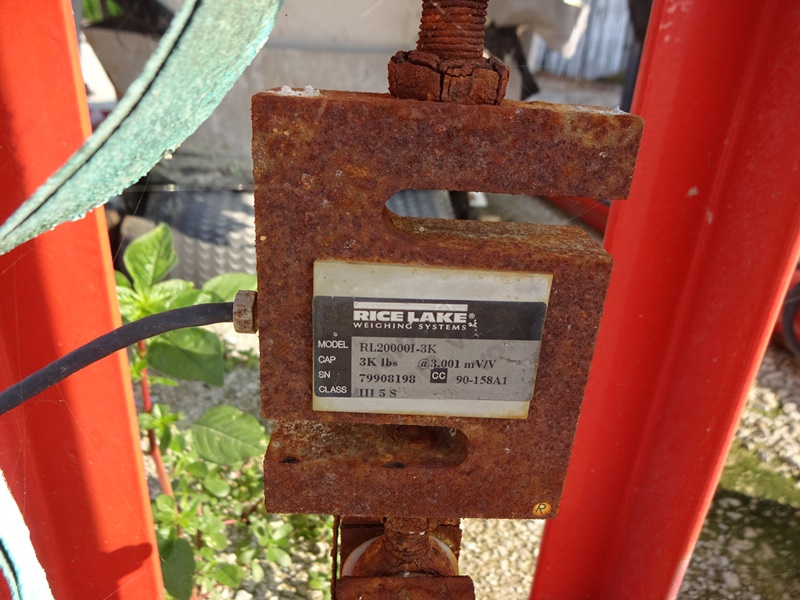 RICE LAKE®
WEIGHING SYSTEMS
MODEL RL20000I-3K
CAP 3K lbs @3.001 mV/V
SN 79908198 CC 90-158A1
CLASS III 5 S
R